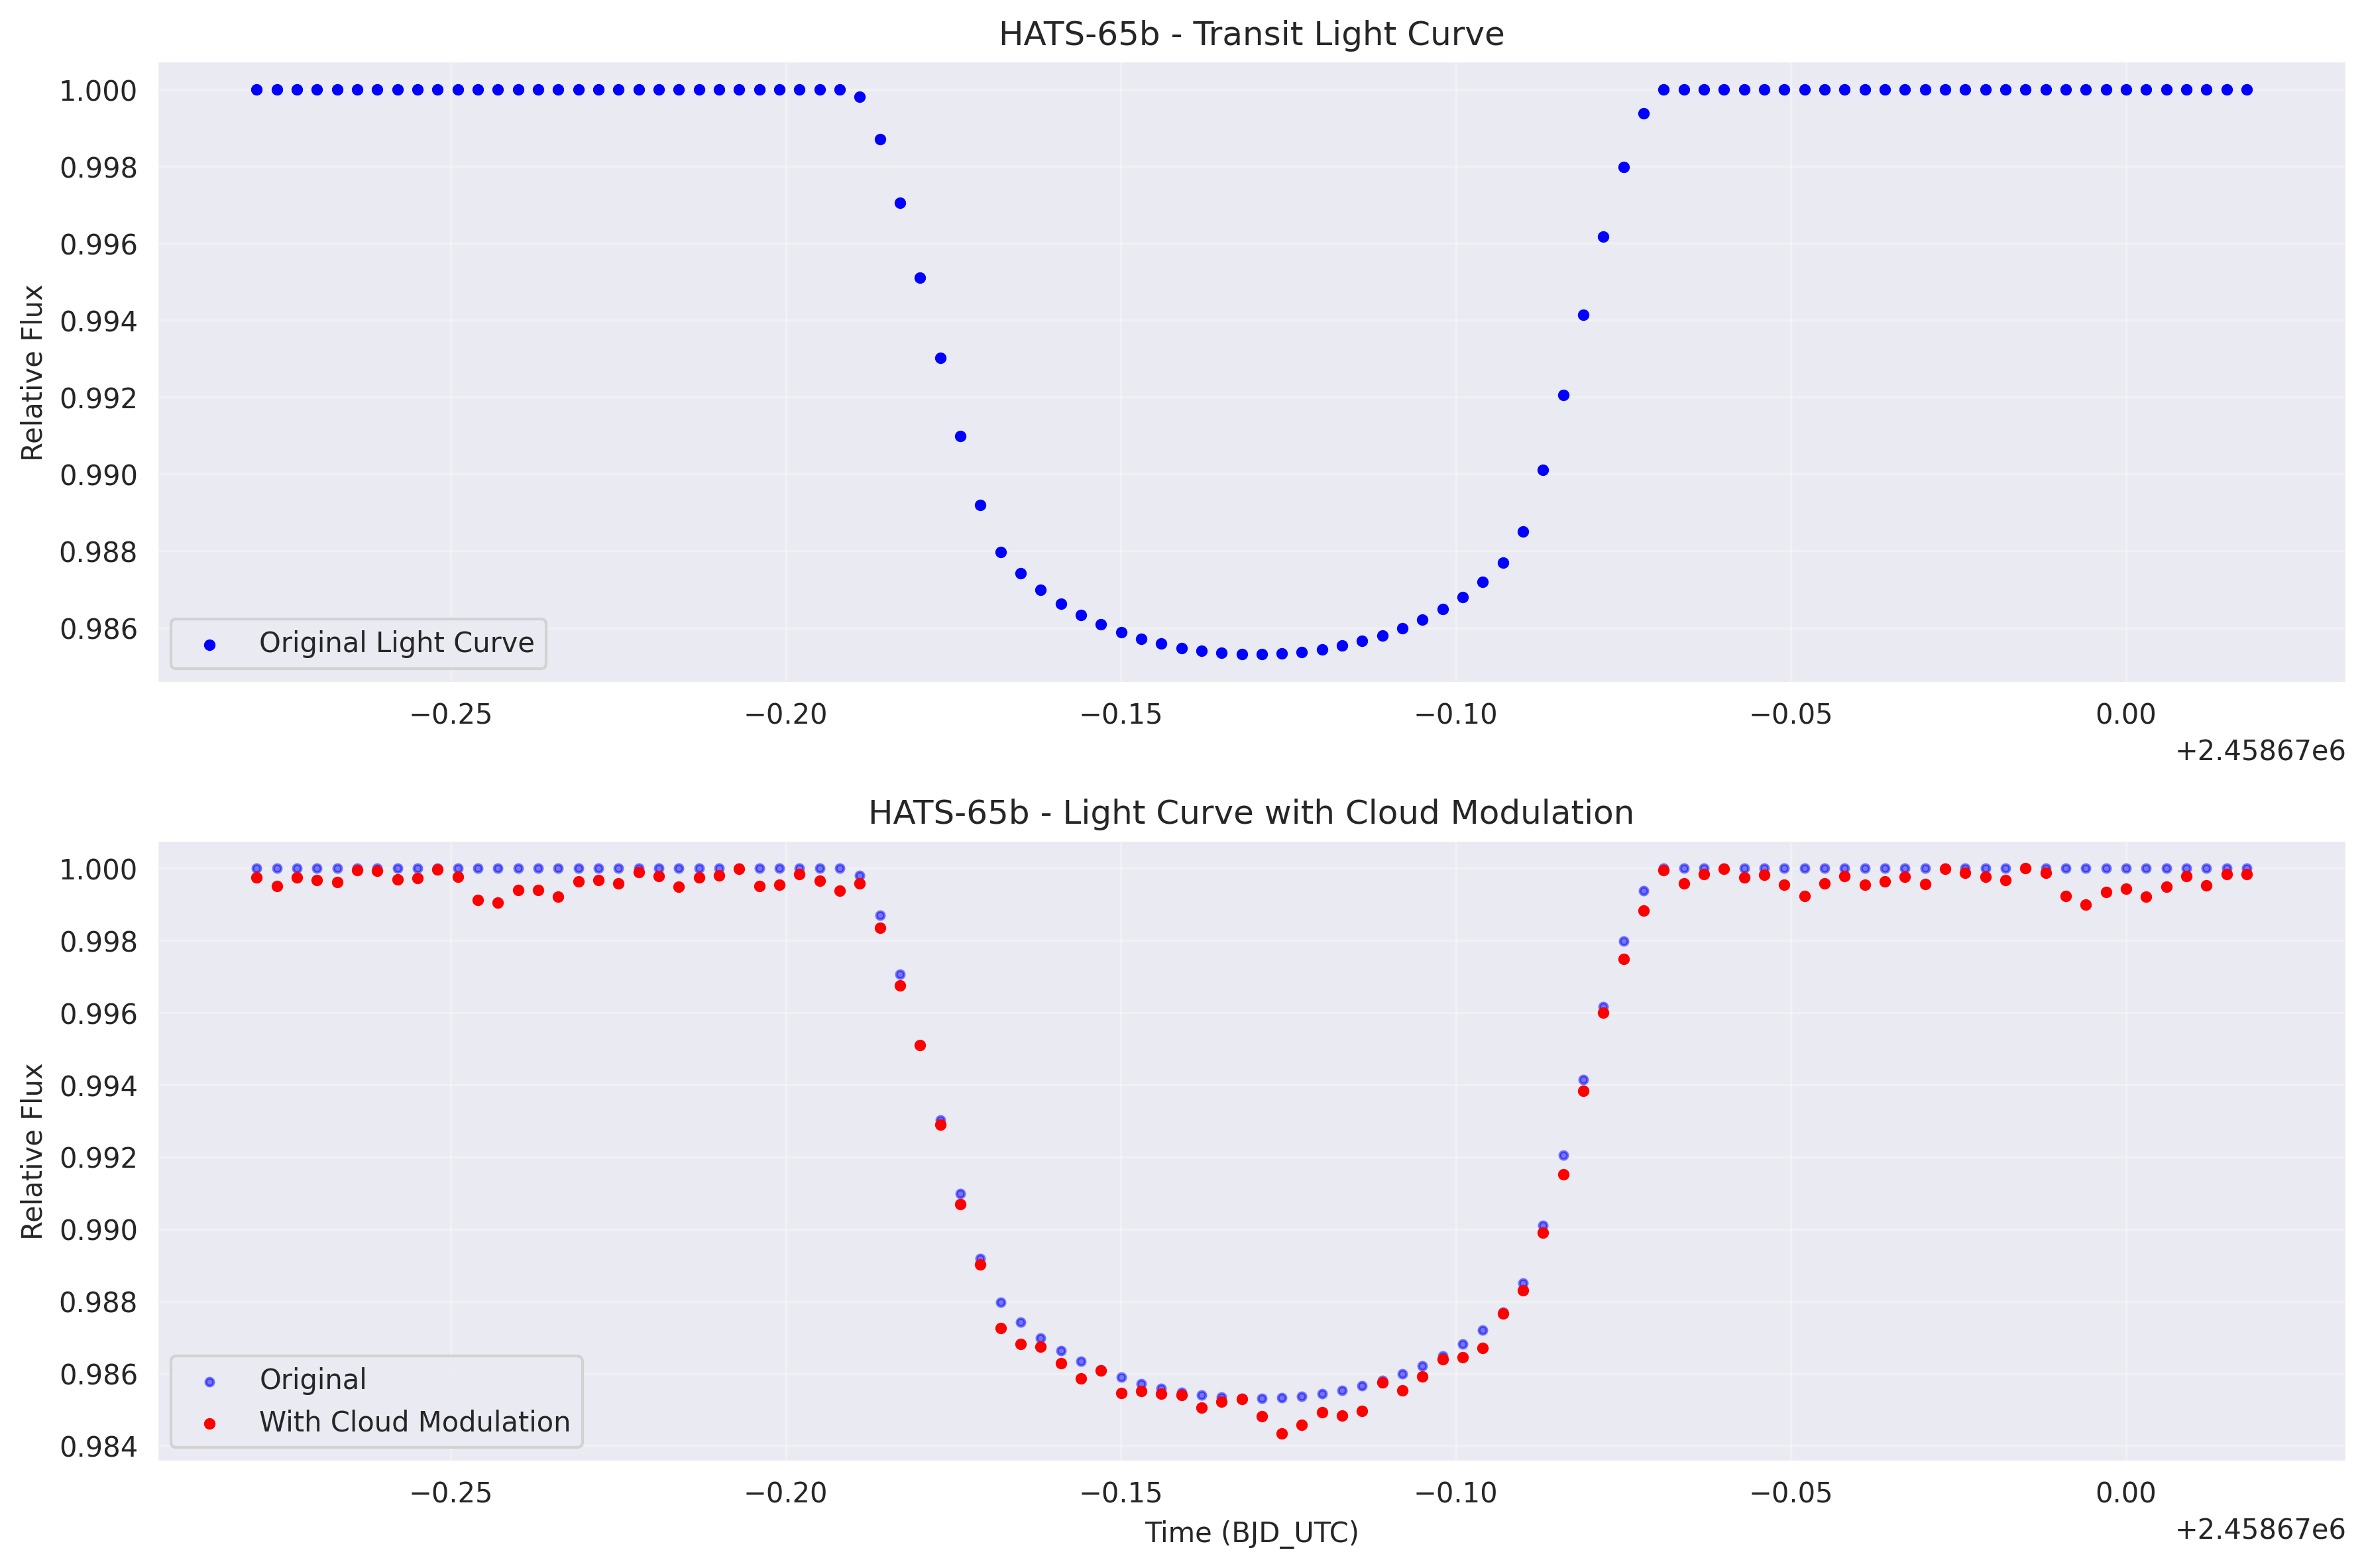 HATS-65b - Transit Light Curve
Relative Flux
1.000
0.998
0.996
0.994
0.992
0.990
0.988
0.986
Original Light Curve
−0.25 −0.20 −0.15 −0.10 −0.05 0.00
+2.45867e6
HATS-65b - Light Curve with Cloud Modulation
Relative Flux
1.000
0.998
0.996
0.994
0.992
0.990
0.988
0.986
0.984
Original
With Cloud Modulation
−0.25 −0.20 −0.15 −0.10 −0.05 0.00
Time (BJD_UTC)
+2.45867e6